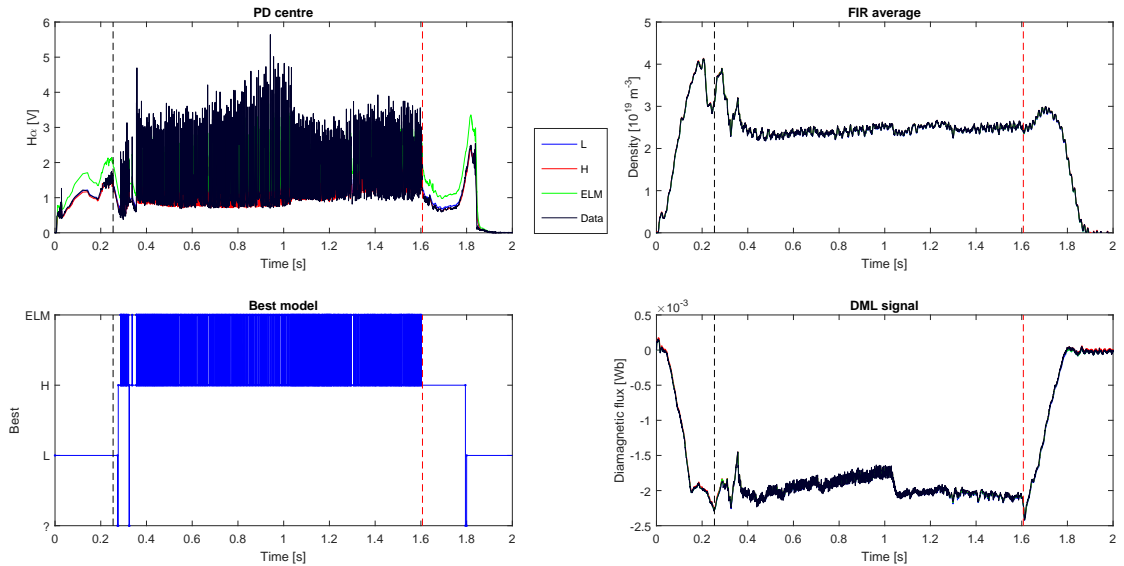 PD centre
6
5
4
3
2
1
0
Hα [V]
0 0.2 0.4 0.6 0.8 1 1.2 1.4 1.6 1.8 2
Time [s]
L
H
ELM
Data
FIR average
5
4
3
2
1
0
Density [10^19 m^-3]
0 0.2 0.4 0.6 0.8 1 1.2 1.4 1.6 1.8 2
Time [s]
Best model
ELM
H
L
?
Best
0 0.2 0.4 0.6 0.8 1 1.2 1.4 1.6 1.8 2
Time [s]
DML signal
×10^-3
0.5
0
-0.5
-1
-1.5
-2
-2.5
Diamagnetic flux [Wb]
0 0.2 0.4 0.6 0.8 1 1.2 1.4 1.6 1.8 2
Time [s]